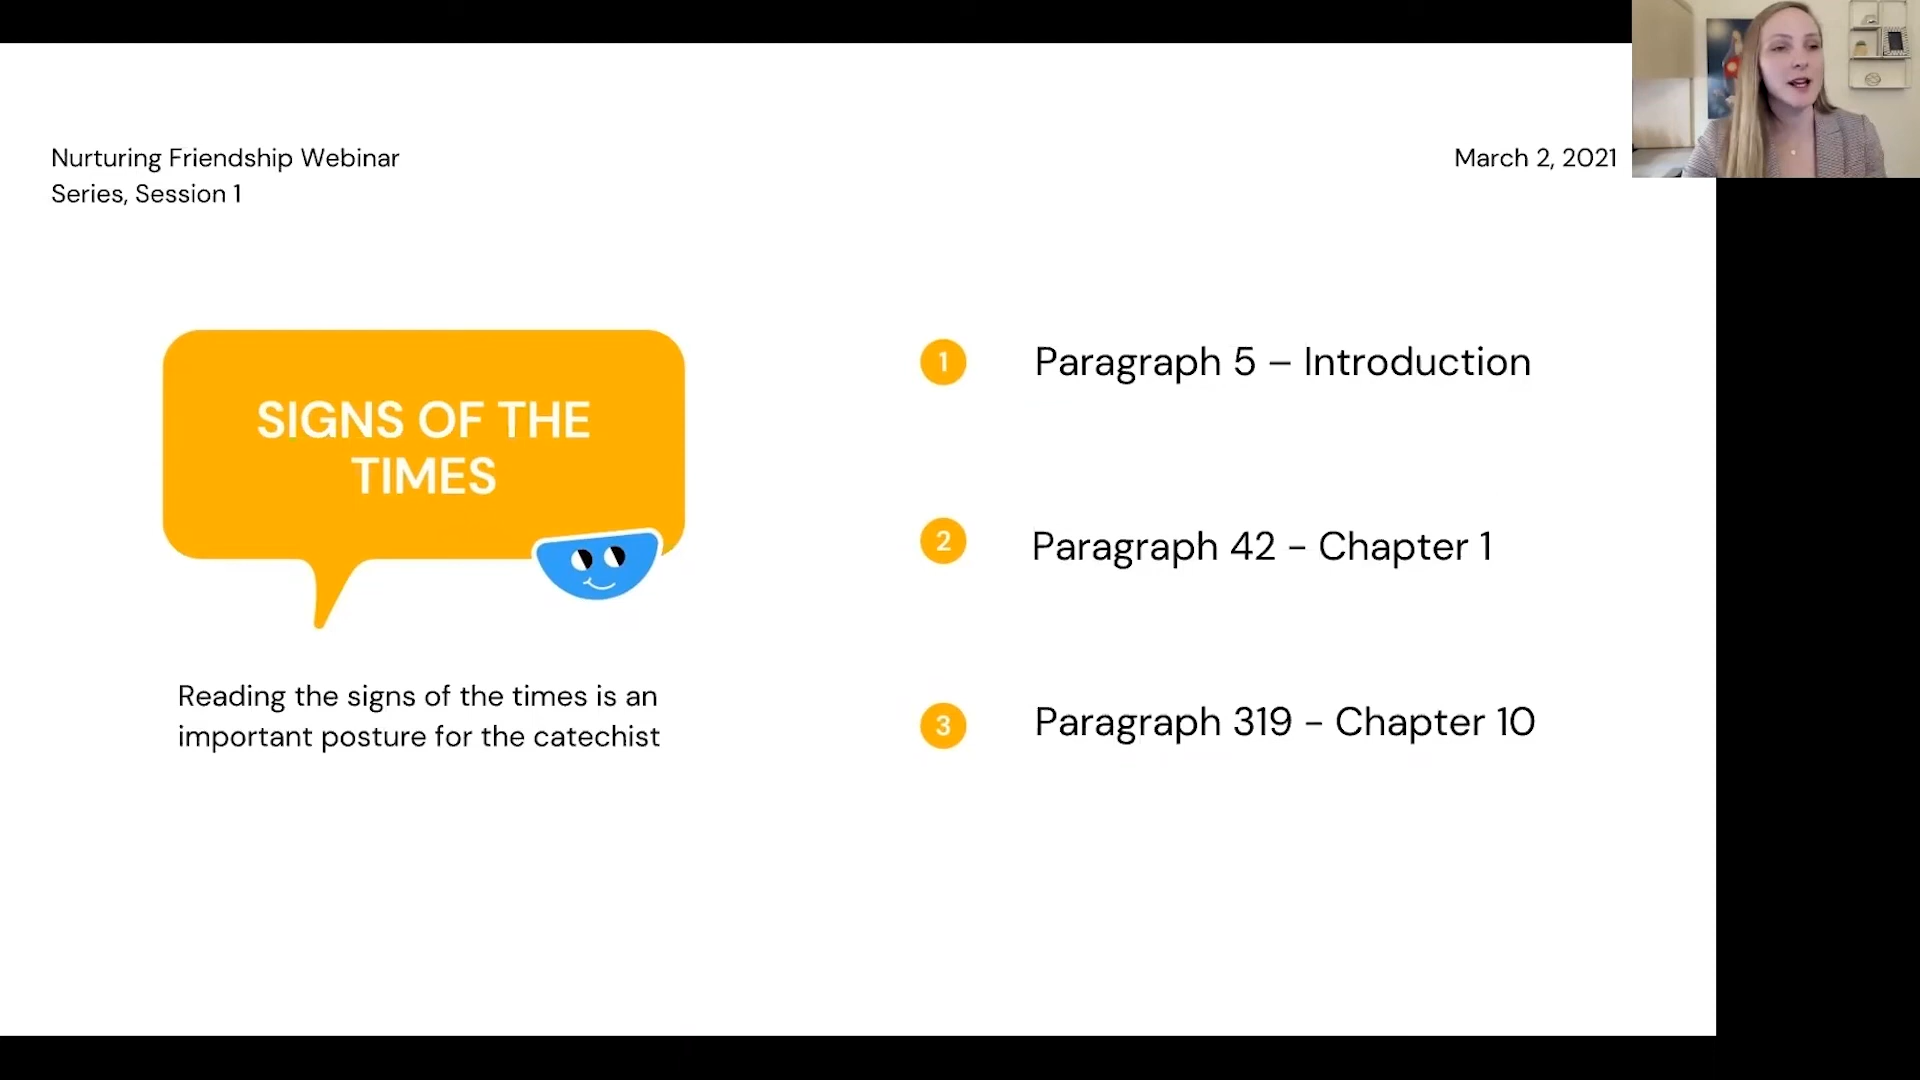 Nurturing Friendship Webinar
Series, Session 1
March 2, 2021
SIGNS OF THE
TIMES
Reading the signs of the times is an
important posture for the catechist
1 Paragraph 5 – Introduction
2 Paragraph 42 - Chapter 1
3 Paragraph 319 - Chapter 10